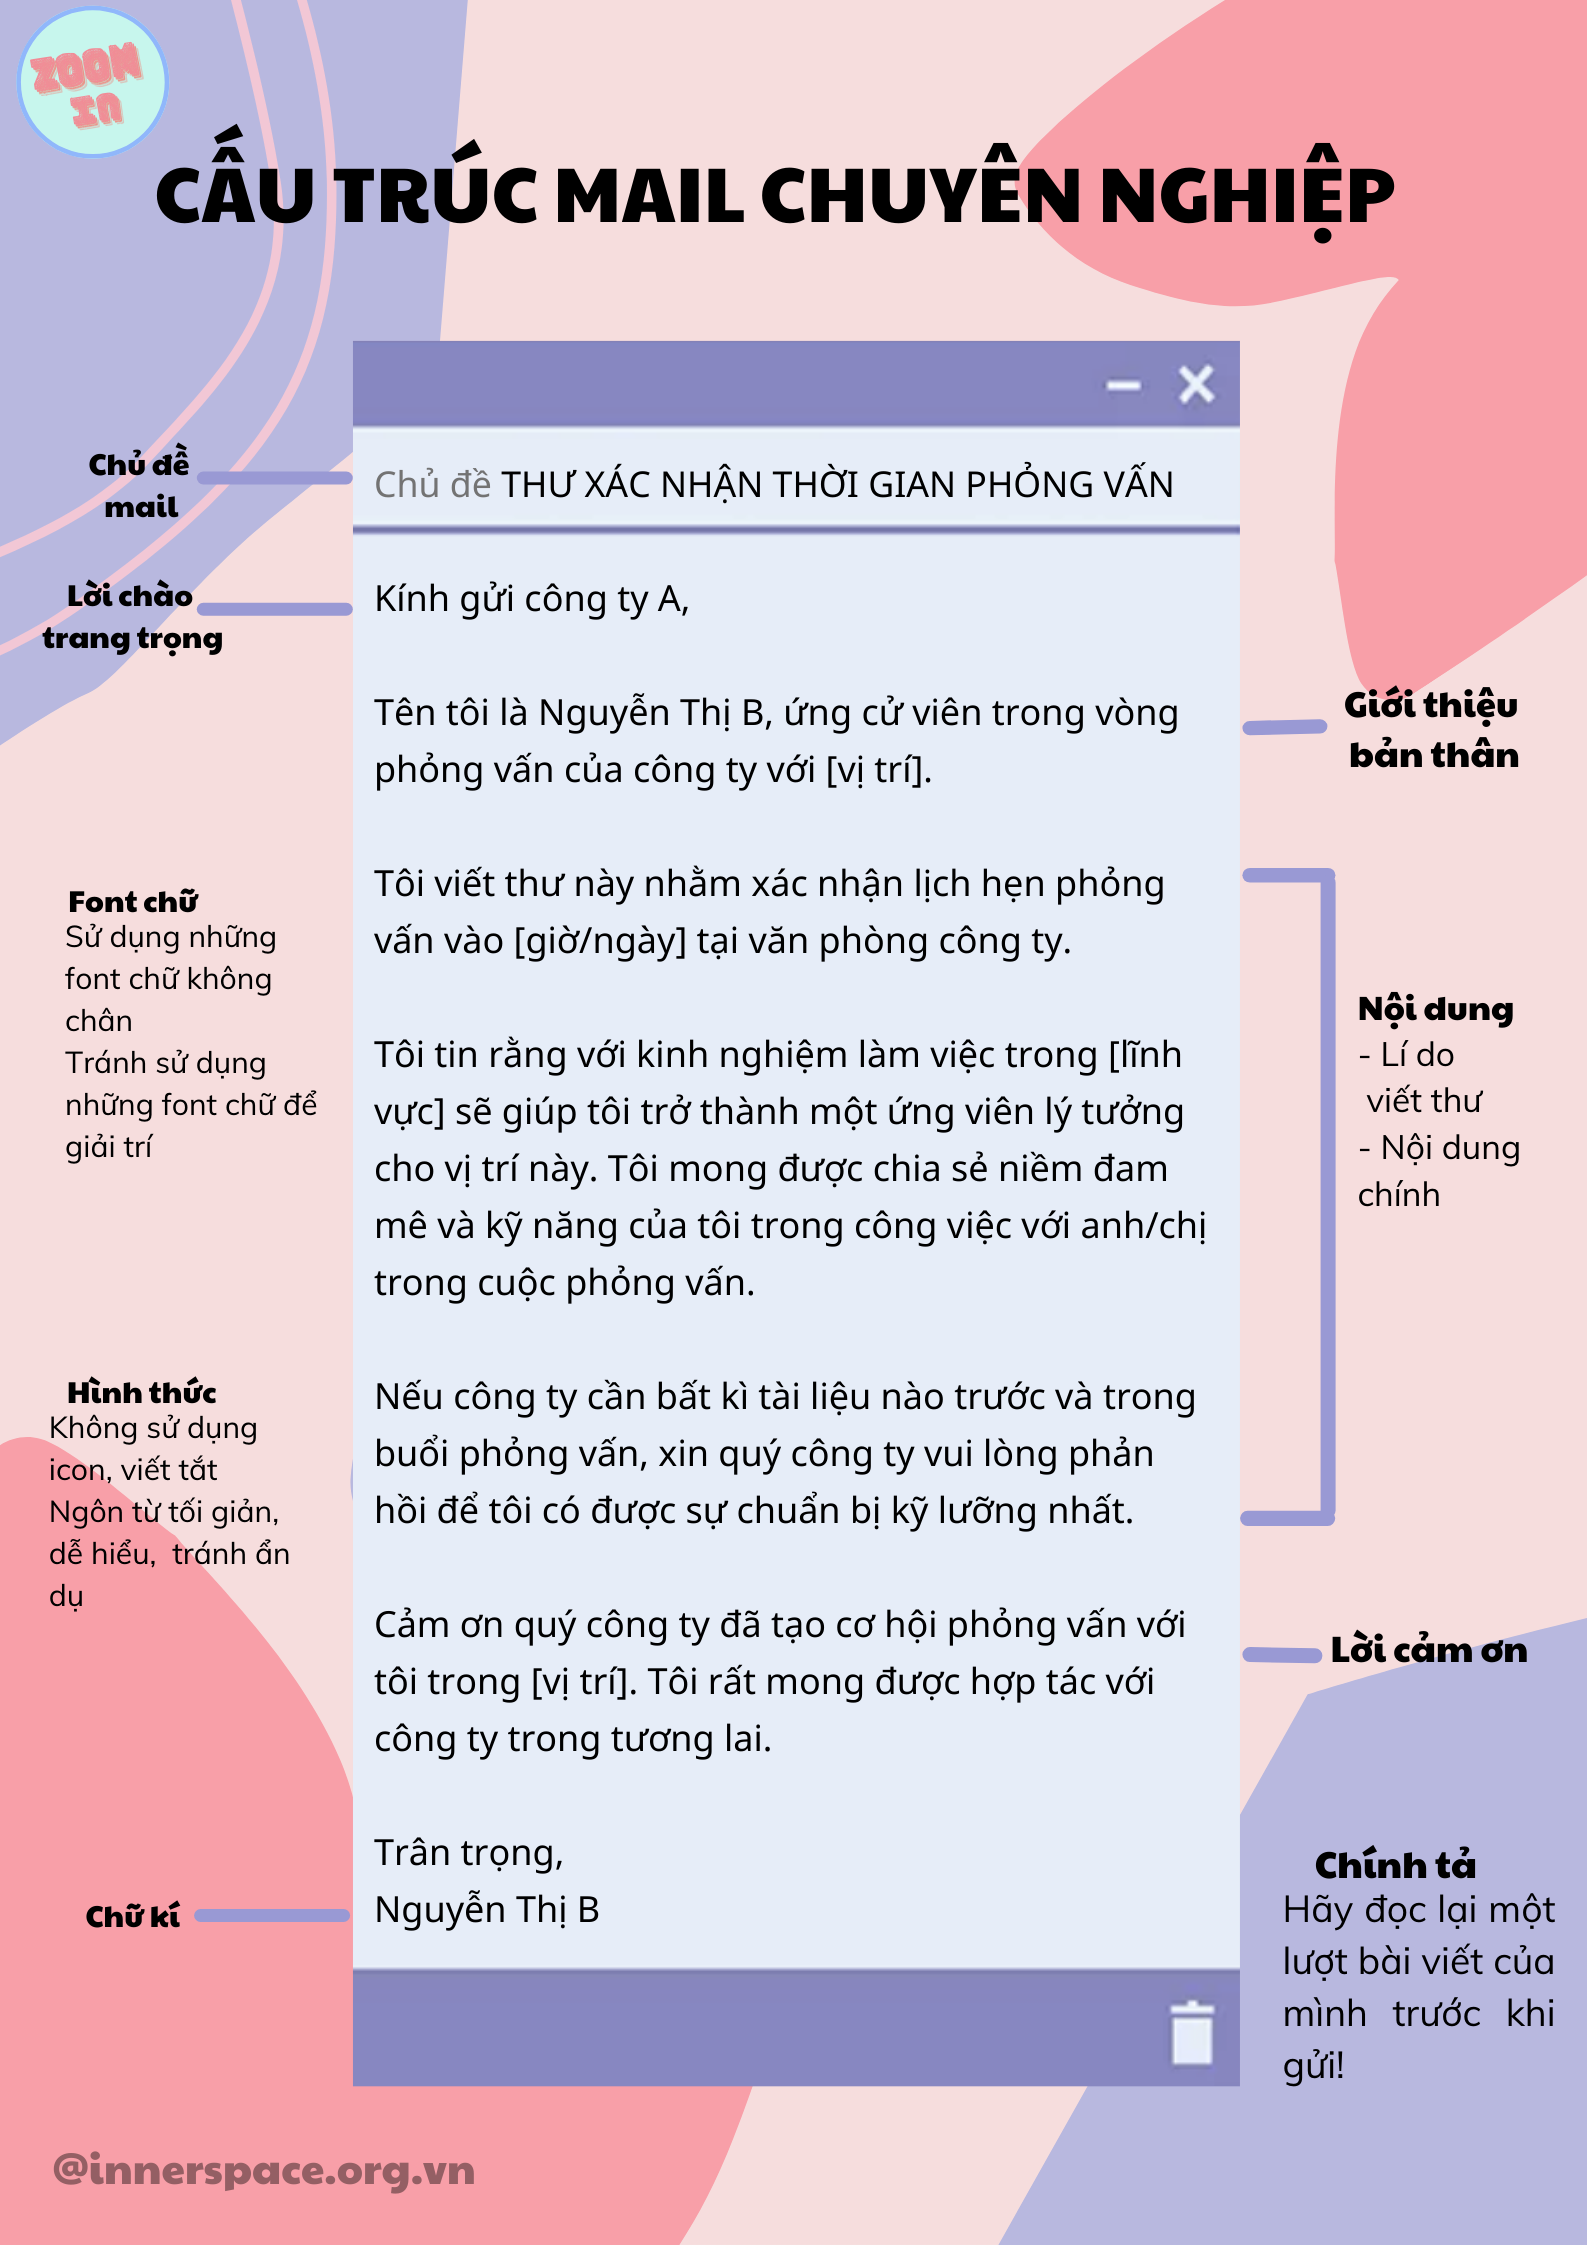 ZOOM
IN
CẤU TRÚC MAIL CHUYÊN NGHIỆP
Chủ đề
mail
Chủ đề THƯ XÁC NHẬN THỜI GIAN PHỎNG VẤN
Lời chào
trang trọng
Kính gửi công ty A,
Tên tôi là Nguyễn Thị B, ứng cử viên trong vòng
phỏng vấn của công ty với [vị trí].
Giới thiệu
bản thân
Tôi viết thư này nhằm xác nhận lịch hẹn phỏng
vấn vào [giờ/ngày] tại văn phòng công ty.
Tôi tin rằng với kinh nghiệm làm việc trong [lĩnh
vực] sẽ giúp tôi trở thành một ứng viên lý tưởng
cho vị trí này. Tôi mong được chia sẻ niềm đam
mê và kỹ năng của tôi trong công việc với anh/chị
trong cuộc phỏng vấn.
Nếu công ty cần bất kì tài liệu nào trước và trong
buổi phỏng vấn, xin quý công ty vui lòng phản
hồi để tôi có được sự chuẩn bị kỹ lưỡng nhất.
Nội dung
- Lí do
viết thư
- Nội dung
chính
Font chữ
Sử dụng những
font chữ không
chân
Tránh sử dụng
những font chữ để
giải trí
Hình thức
Không sử dụng
icon, viết tắt
Ngôn từ tối giản,
dễ hiểu, tránh ẩn
dụ
Cảm ơn quý công ty đã tạo cơ hội phỏng vấn với
tôi trong [vị trí]. Tôi rất mong được hợp tác với
công ty trong tương lai.
Lời cảm ơn
Trân trọng,
Nguyễn Thị B
Chữ kí
Chính tả
Hãy đọc lại một
lượt bài viết của
mình trước khi
gửi!
@innerspace.org.vn